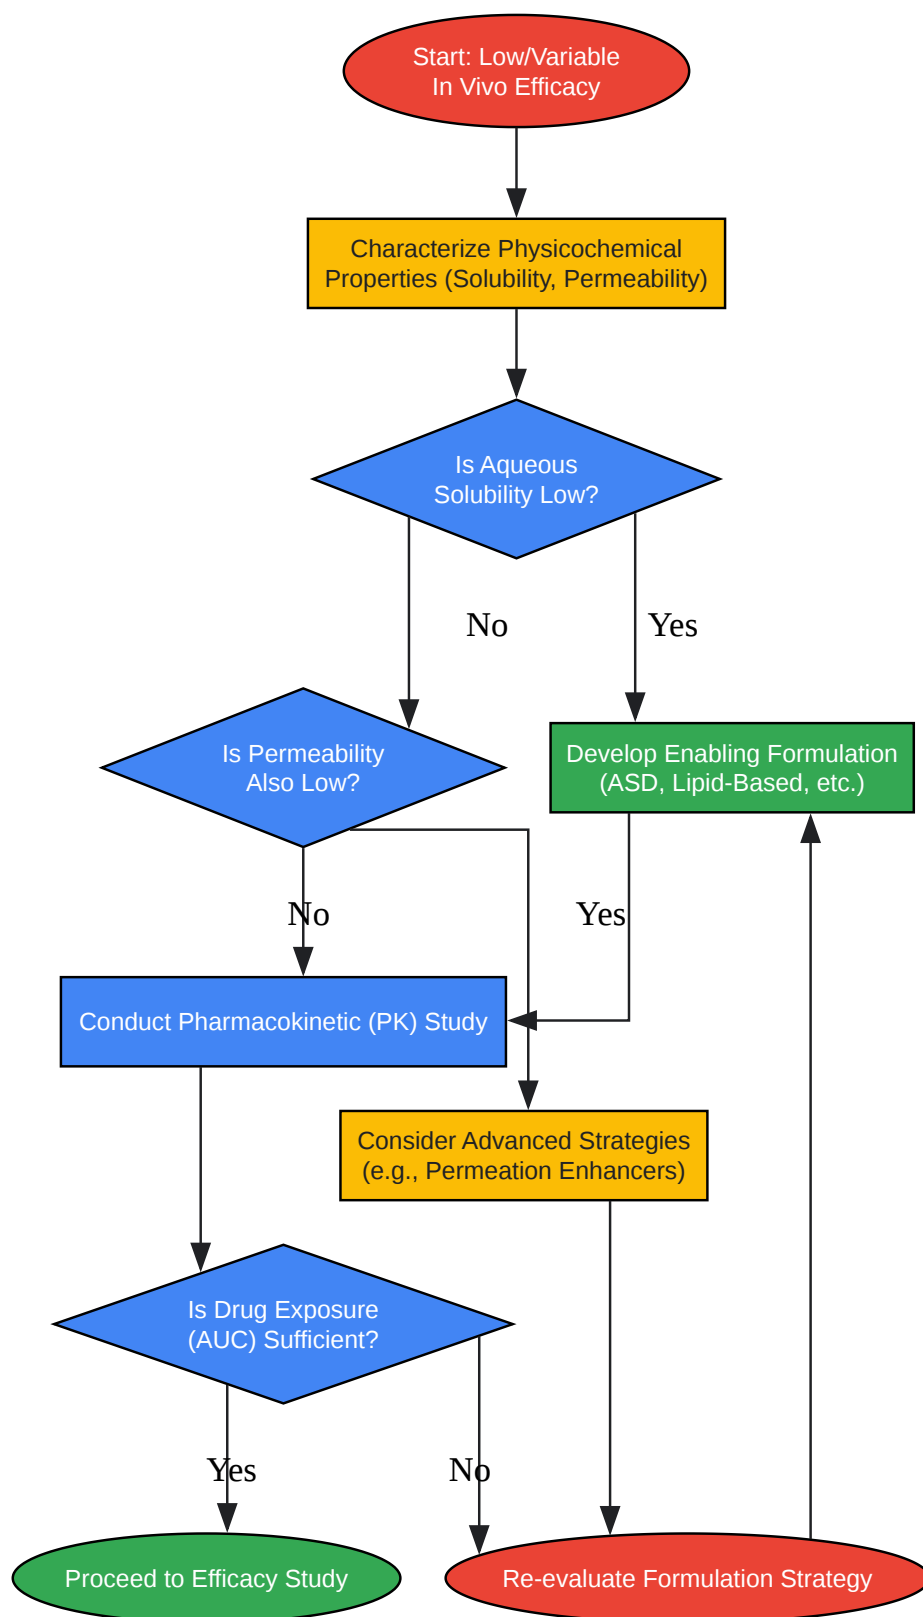 Start: Low/Variable
In Vivo Efficacy
Characterize Physicochemical
Properties (Solubility, Permeability)
Is Aqueous
Solubility Low?
No
Yes
Is Permeability
Also Low?
Develop Enabling Formulation
(ASD, Lipid-Based, etc.)
No
Yes
Conduct Pharmacokinetic (PK) Study
Consider Advanced Strategies
(e.g., Permeation Enhancers)
Is Drug Exposure
(AUC) Sufficient?
Yes
No
Proceed to Efficacy Study
Re-evaluate Formulation Strategy